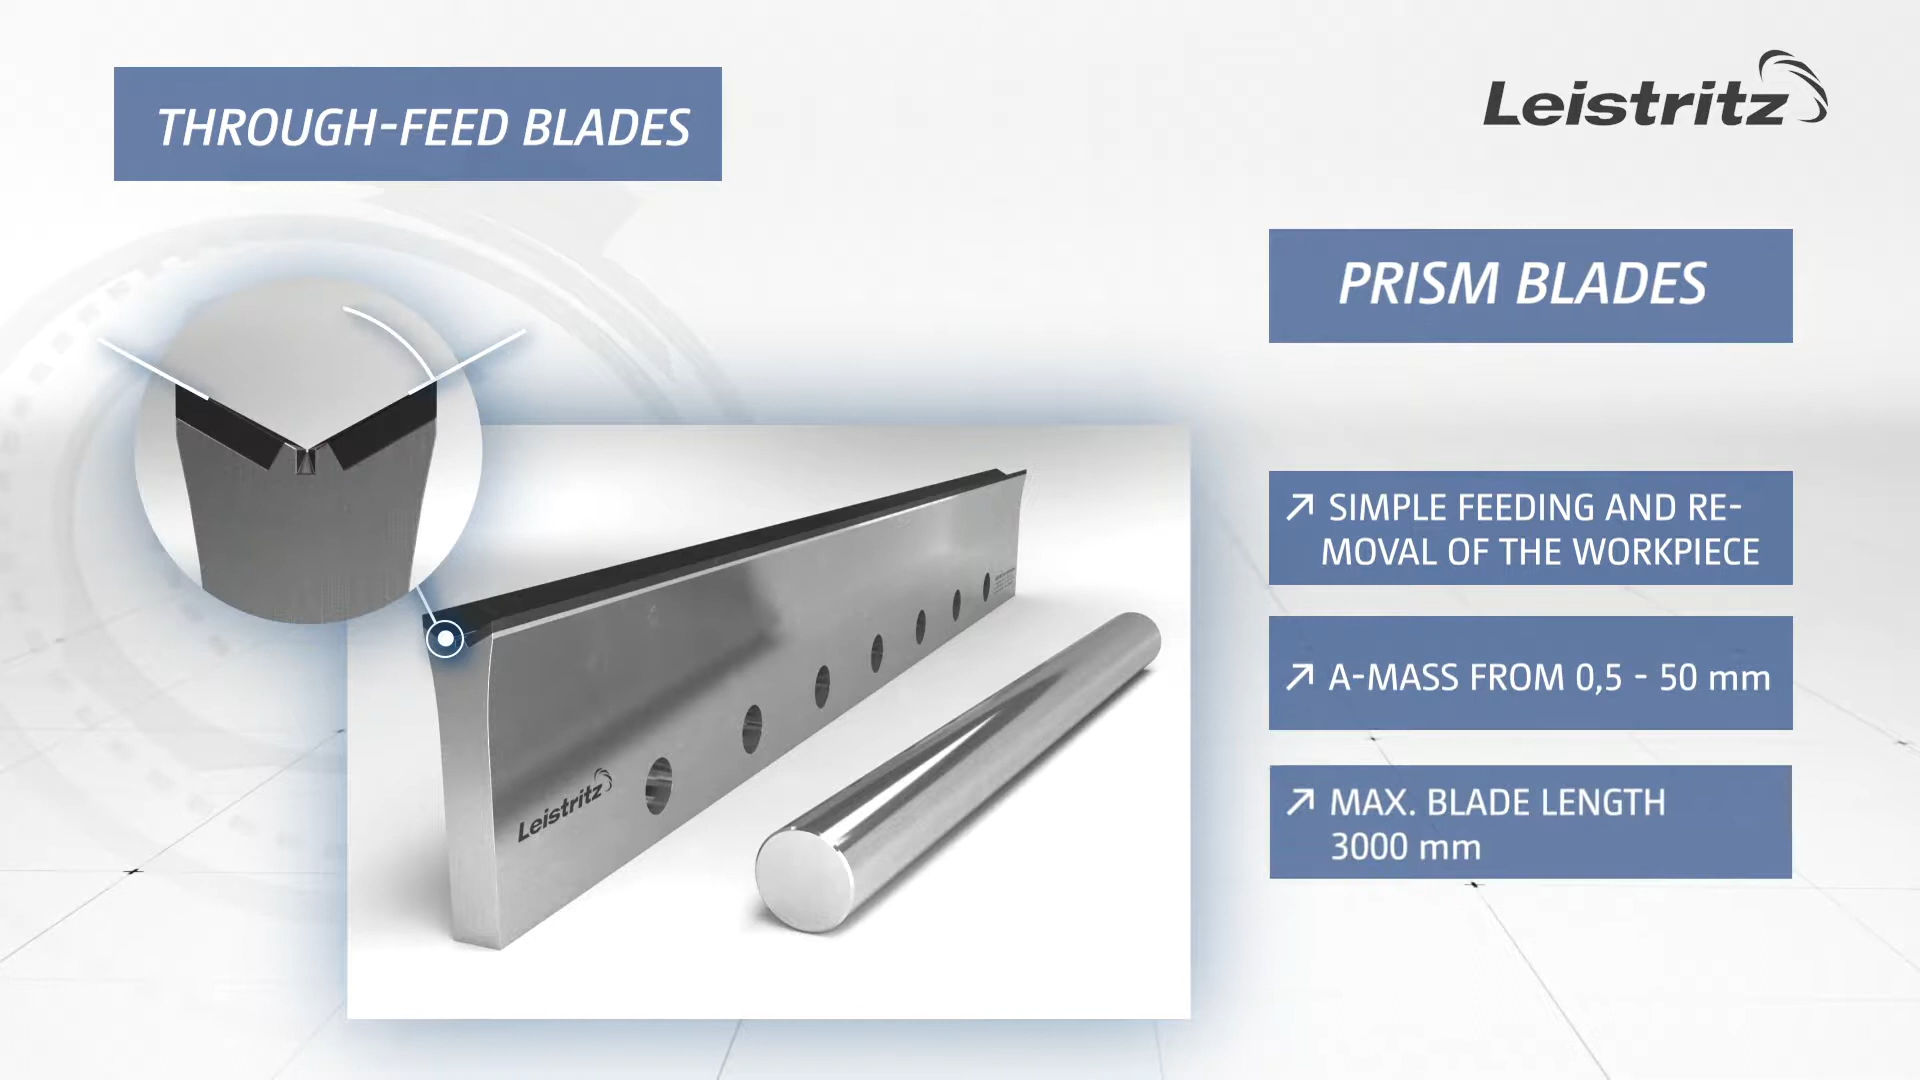 THROUGH-FEED BLADES
Leistritz
PRISM BLADES
SIMPLE FEEDING AND RE-
MOVAL OF THE WORKPIECE
A-MASS FROM 0,5 - 50 mm
MAX. BLADE LENGTH
3000 mm
Leistritz